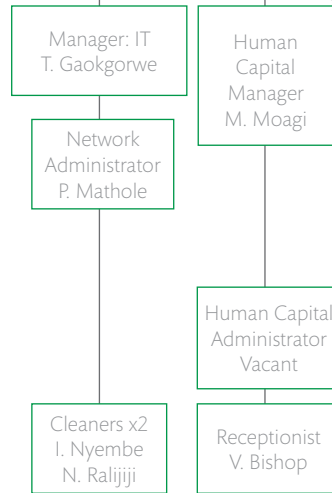 Manager: IT
T. Gaokgorwe
Human
Capital
Manager
M. Moagi
Network
Administrator
P. Mathole
Human Capital
Administrator
Vacant
Cleaners x2
I. Nyembe
N. Ralijiji
Receptionist
V. Bishop